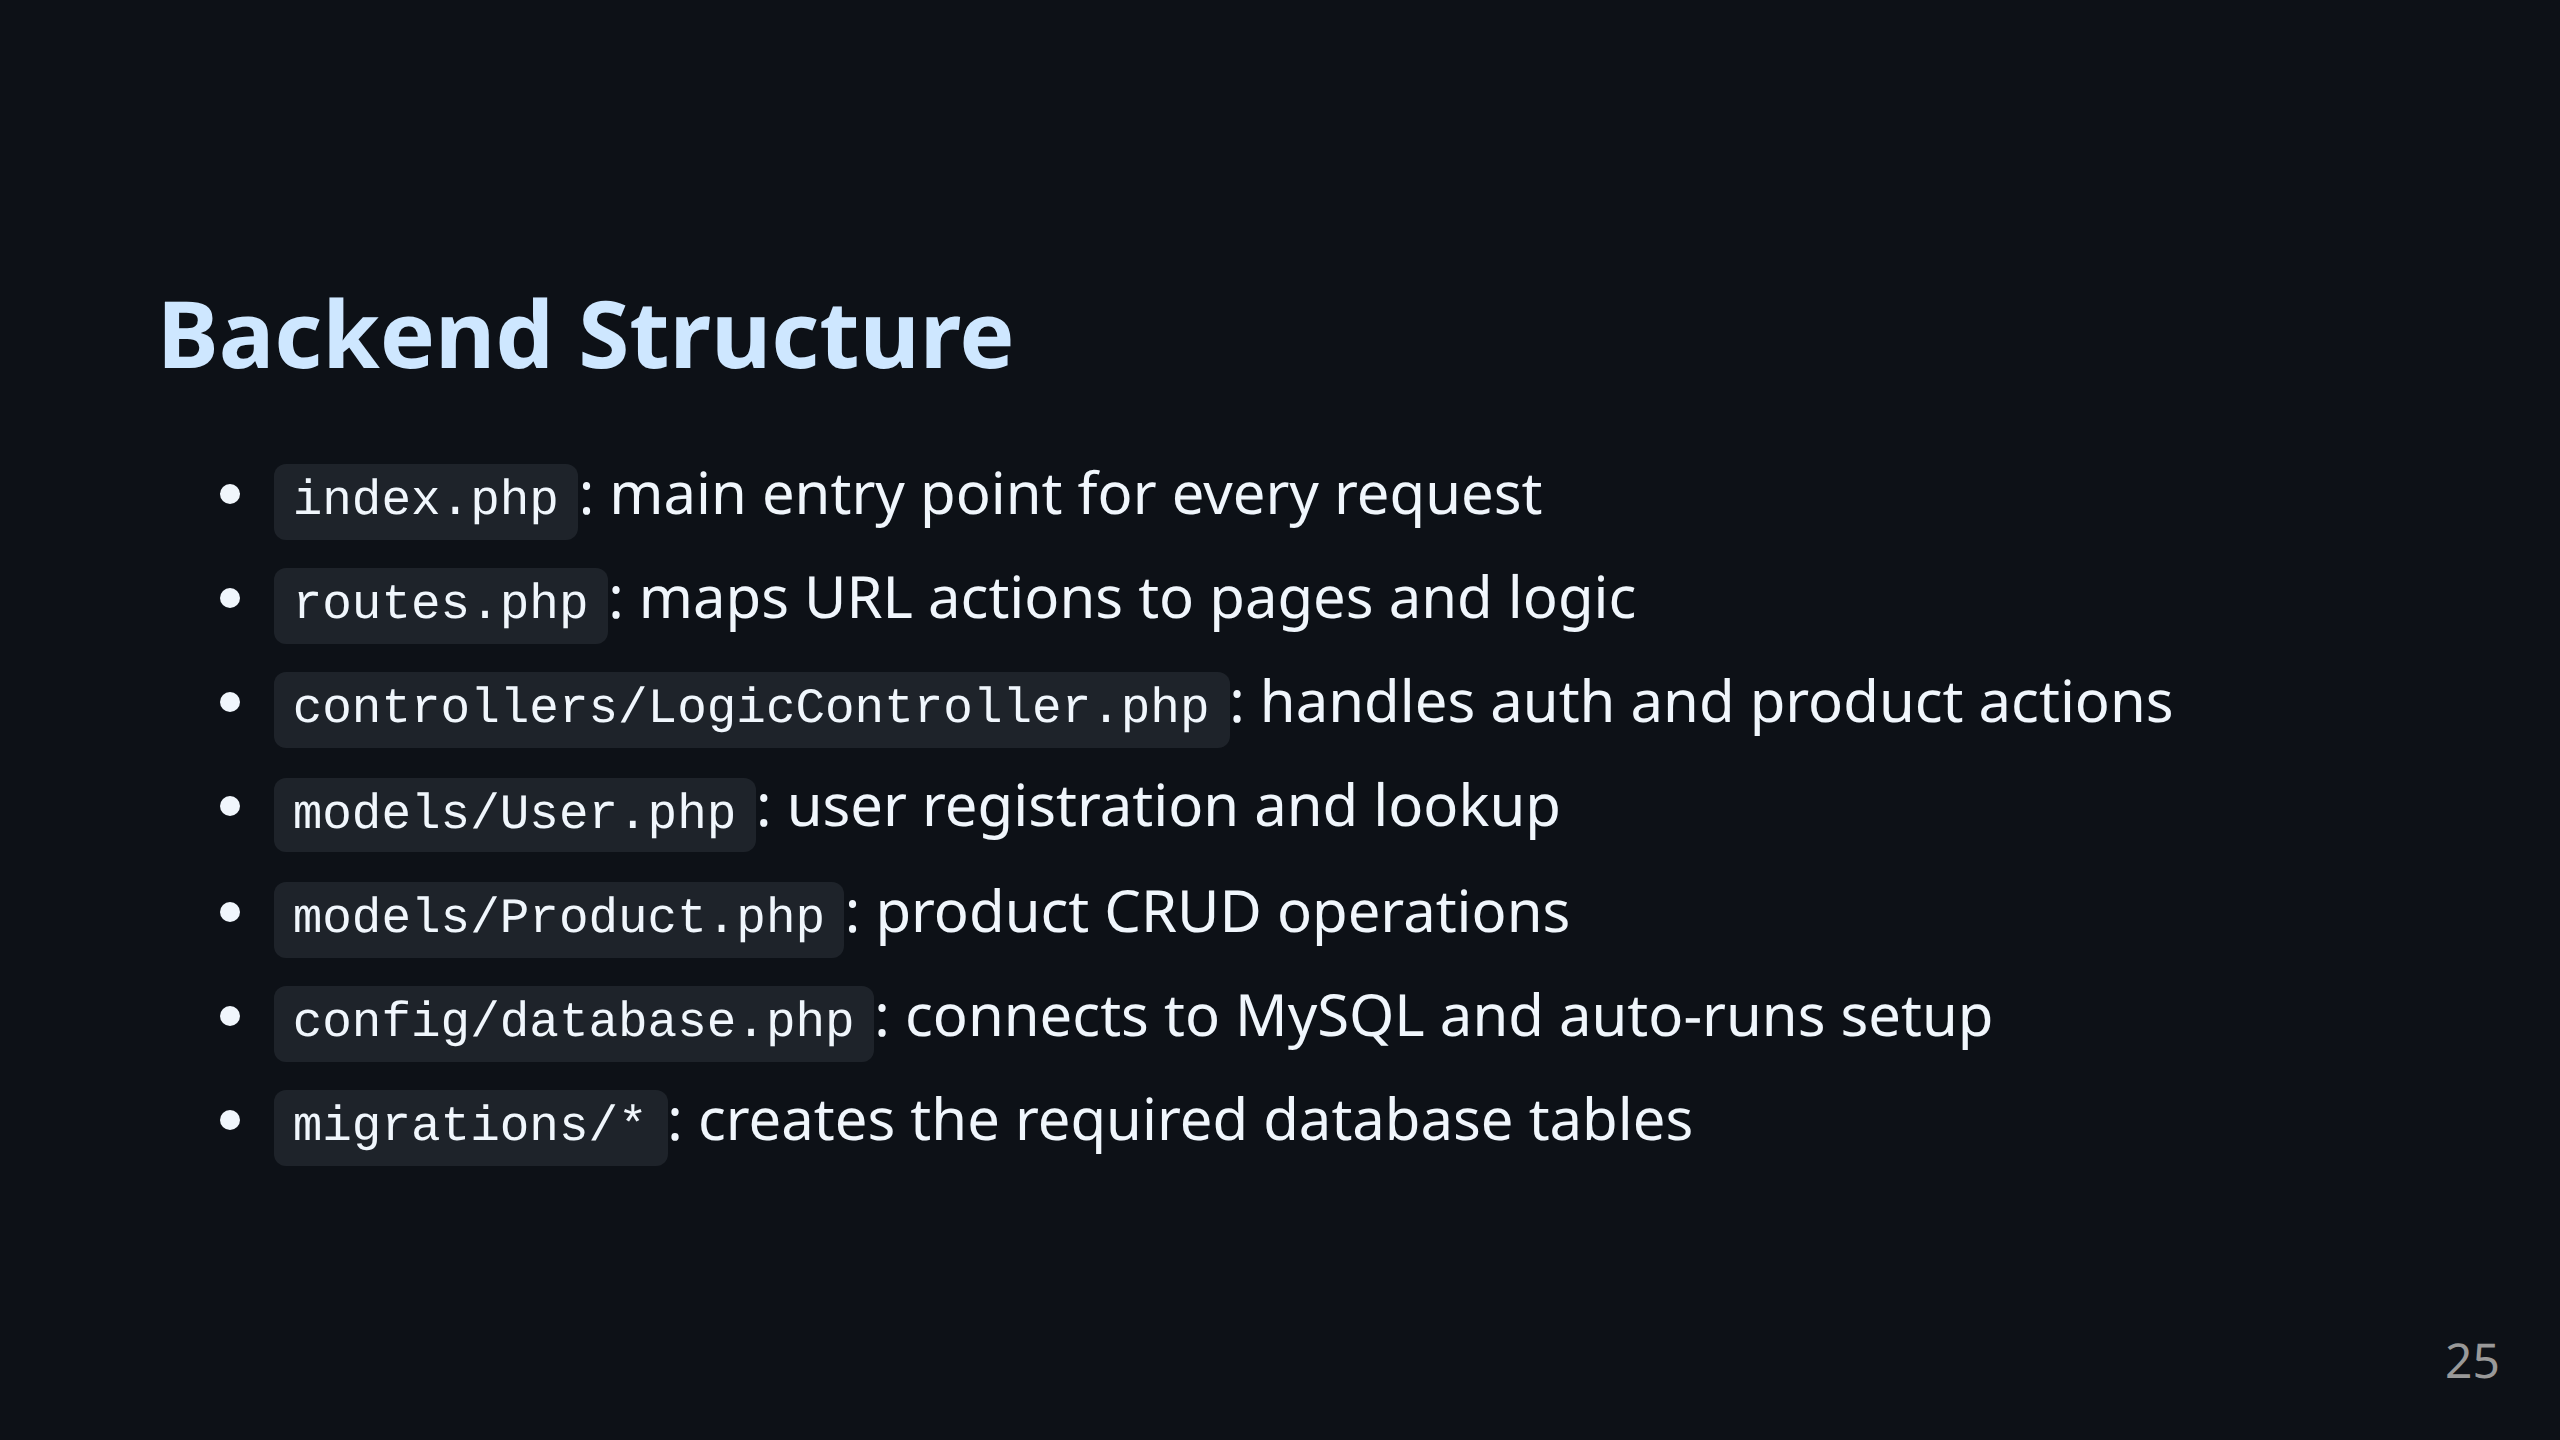 Backend Structure
• index.php : main entry point for every request
• routes.php : maps URL actions to pages and logic
• controllers/LogicController.php : handles auth and product actions
• models/User.php : user registration and lookup
• models/Product.php : product CRUD operations
• config/database.php : connects to MySQL and auto-runs setup
• migrations/* : creates the required database tables
25